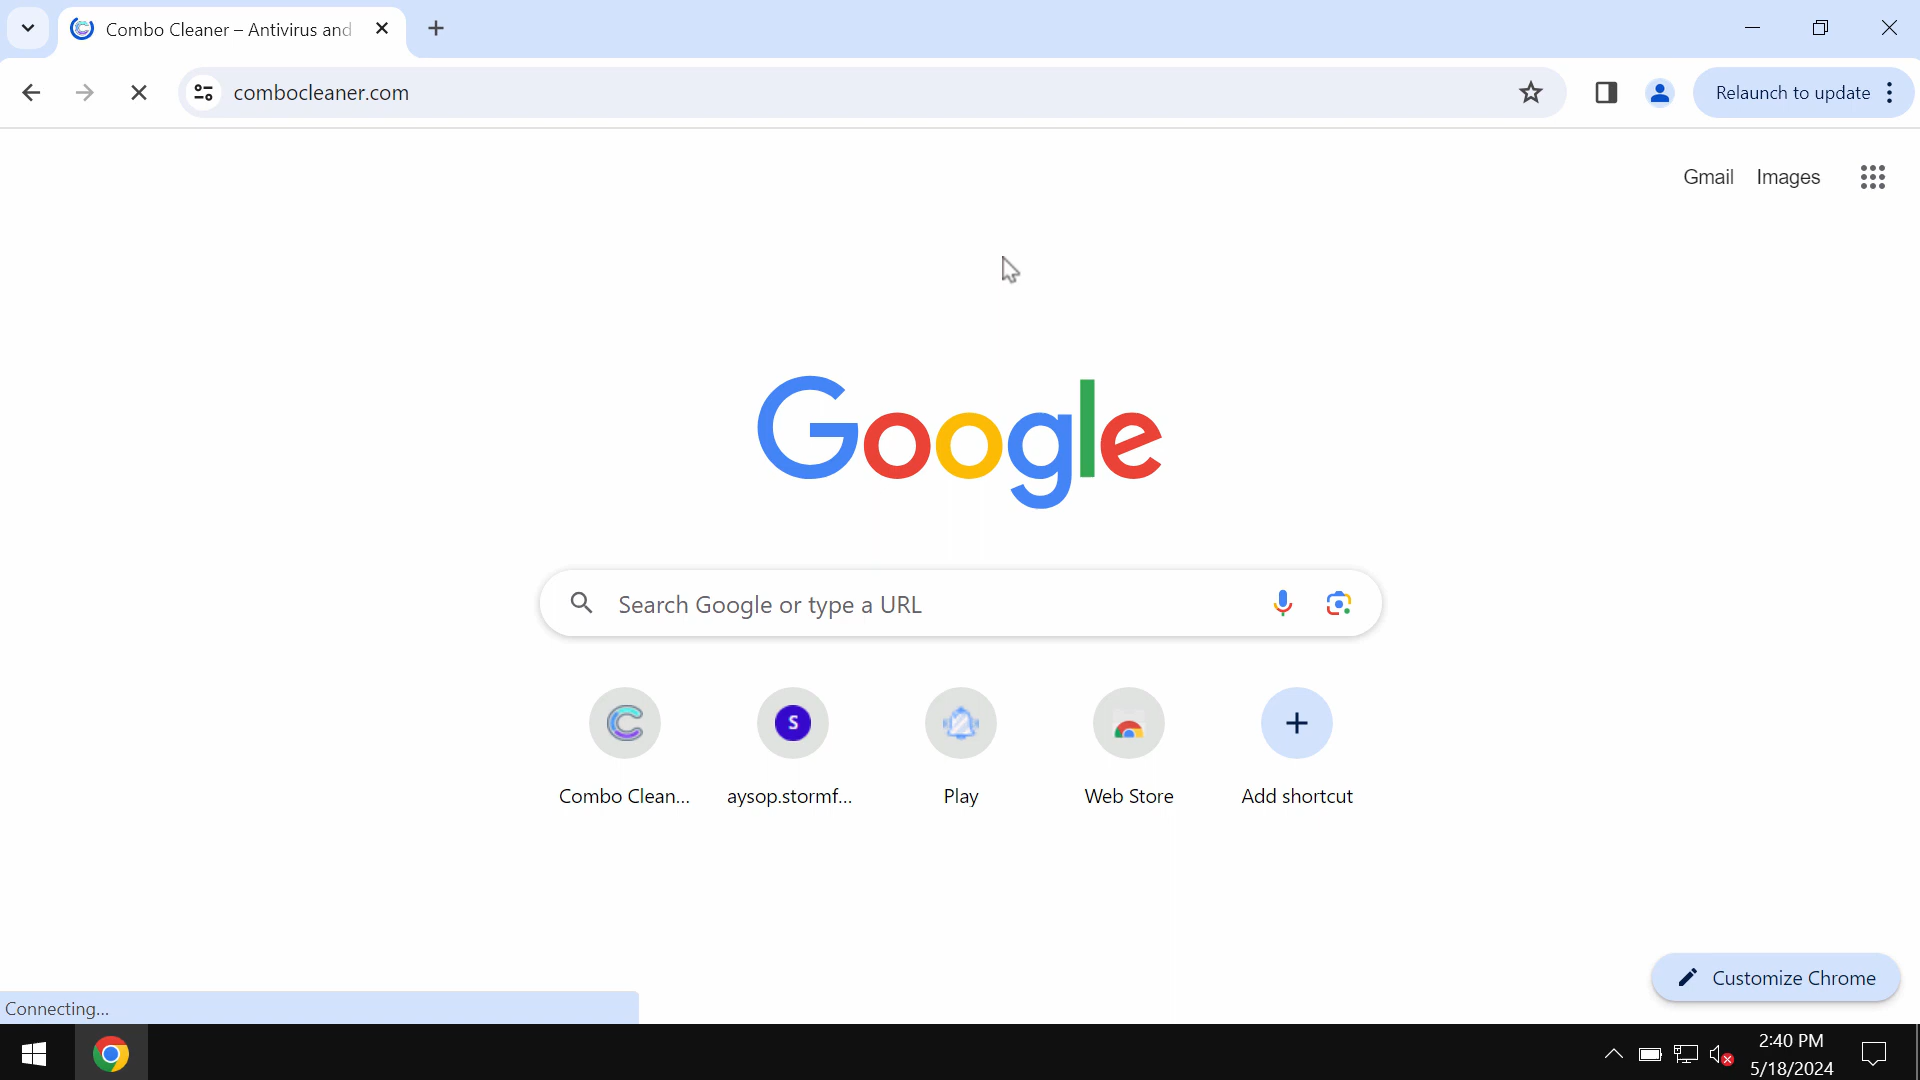 Combo Cleaner – Antivirus and
combocleaner.com
Relaunch to update
Gmail Images
Google
Search Google or type a URL
S
Combo Clean... aysop.stormf... Play Web Store Add shortcut
Customize Chrome
Connecting...
2:40 PM
5/18/2024